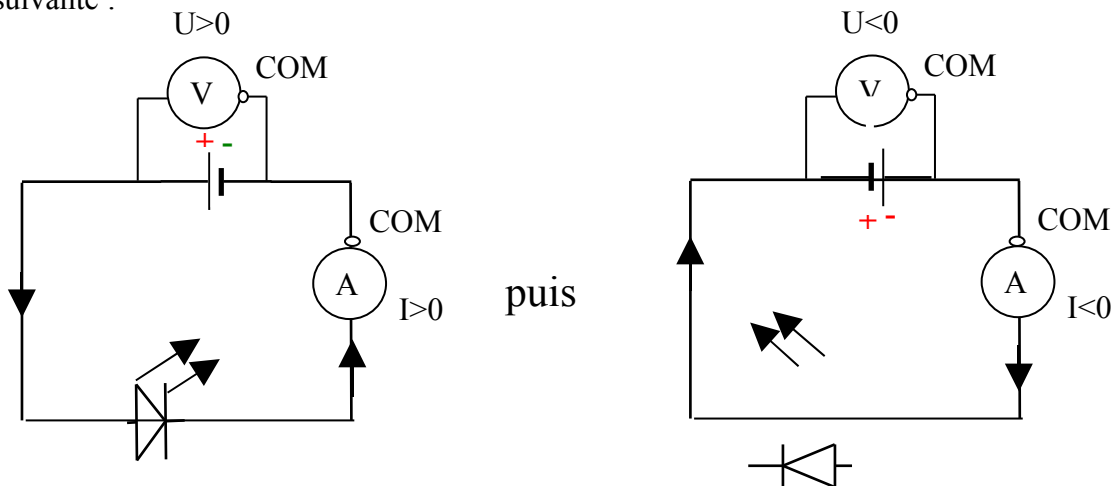 suivante :
U>0
COM
V
+ -
COM
A
I>0
puis
U<0
COM
V
+ -
COM
A
I<0